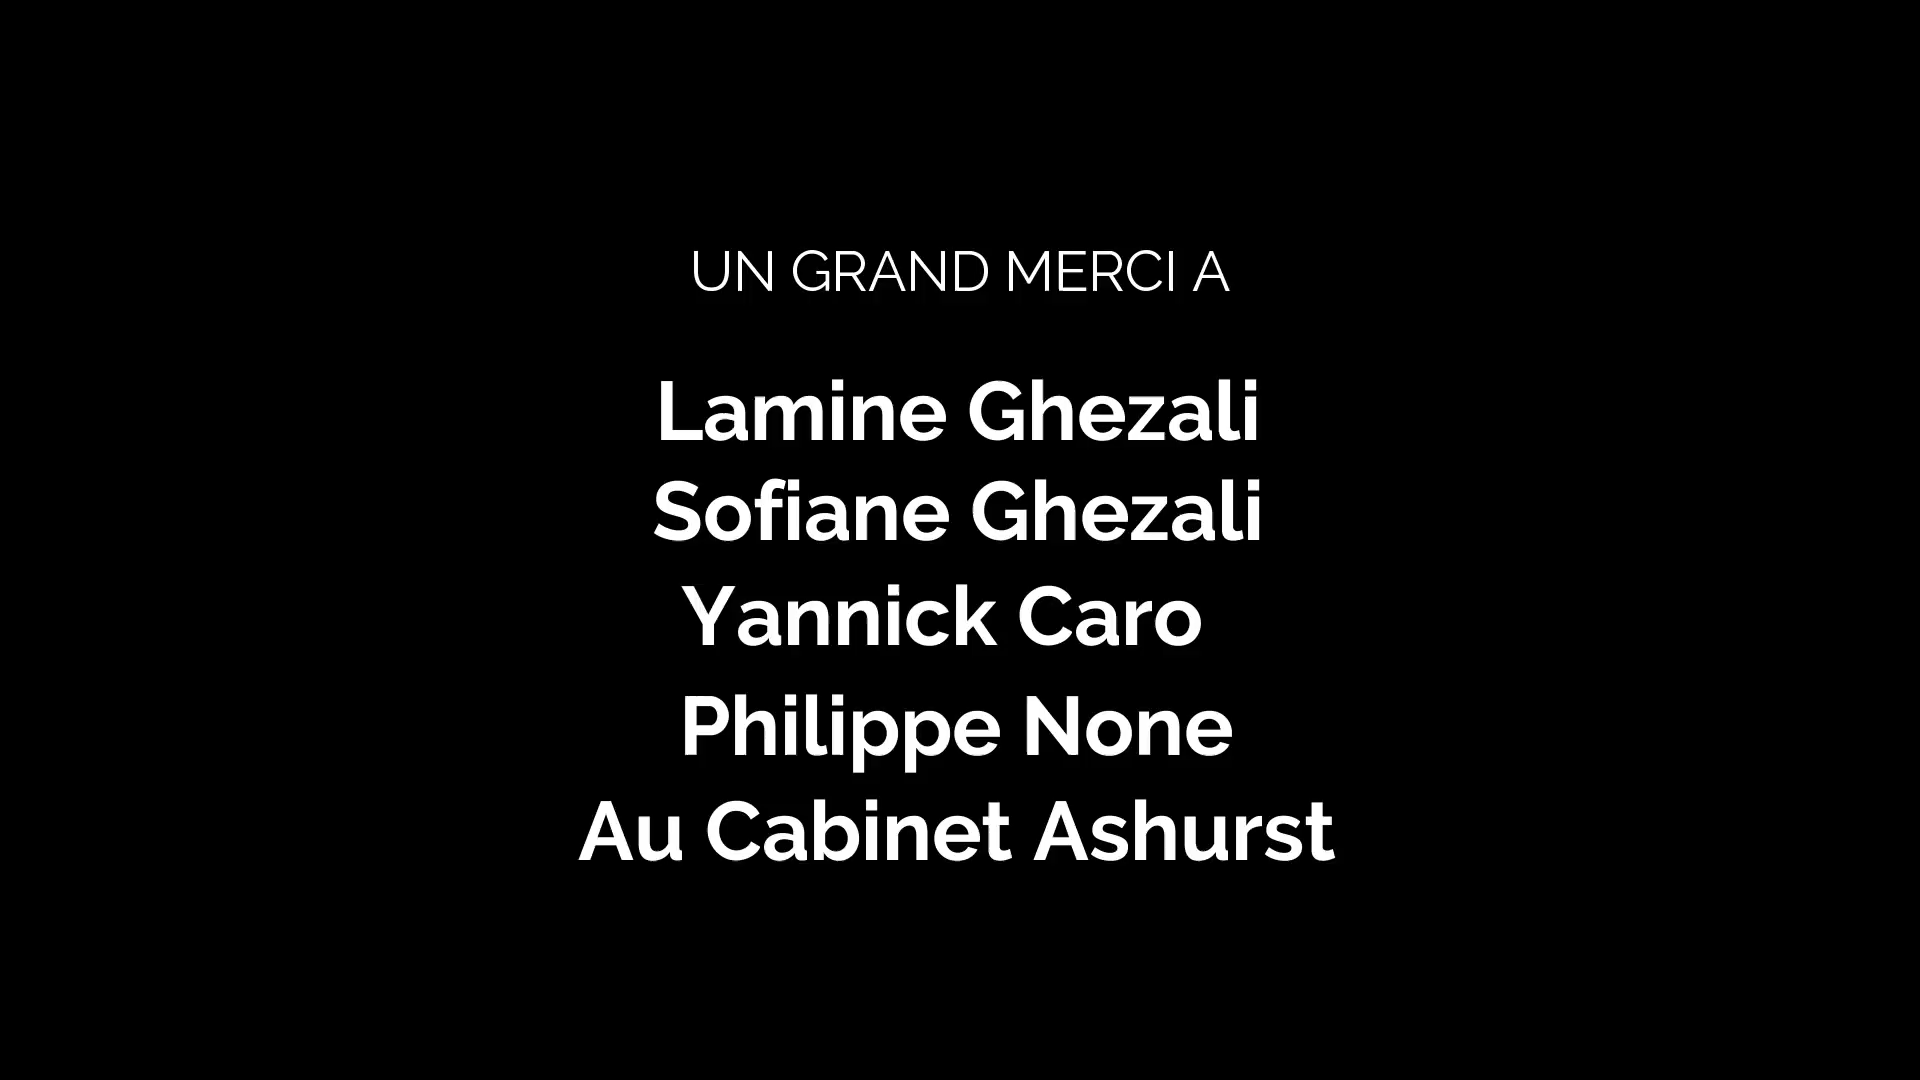 UN GRAND MERCI A
Lamine Ghezali
Sofiane Ghezali
Yannick Caro
Philippe None
Au Cabinet Ashurst